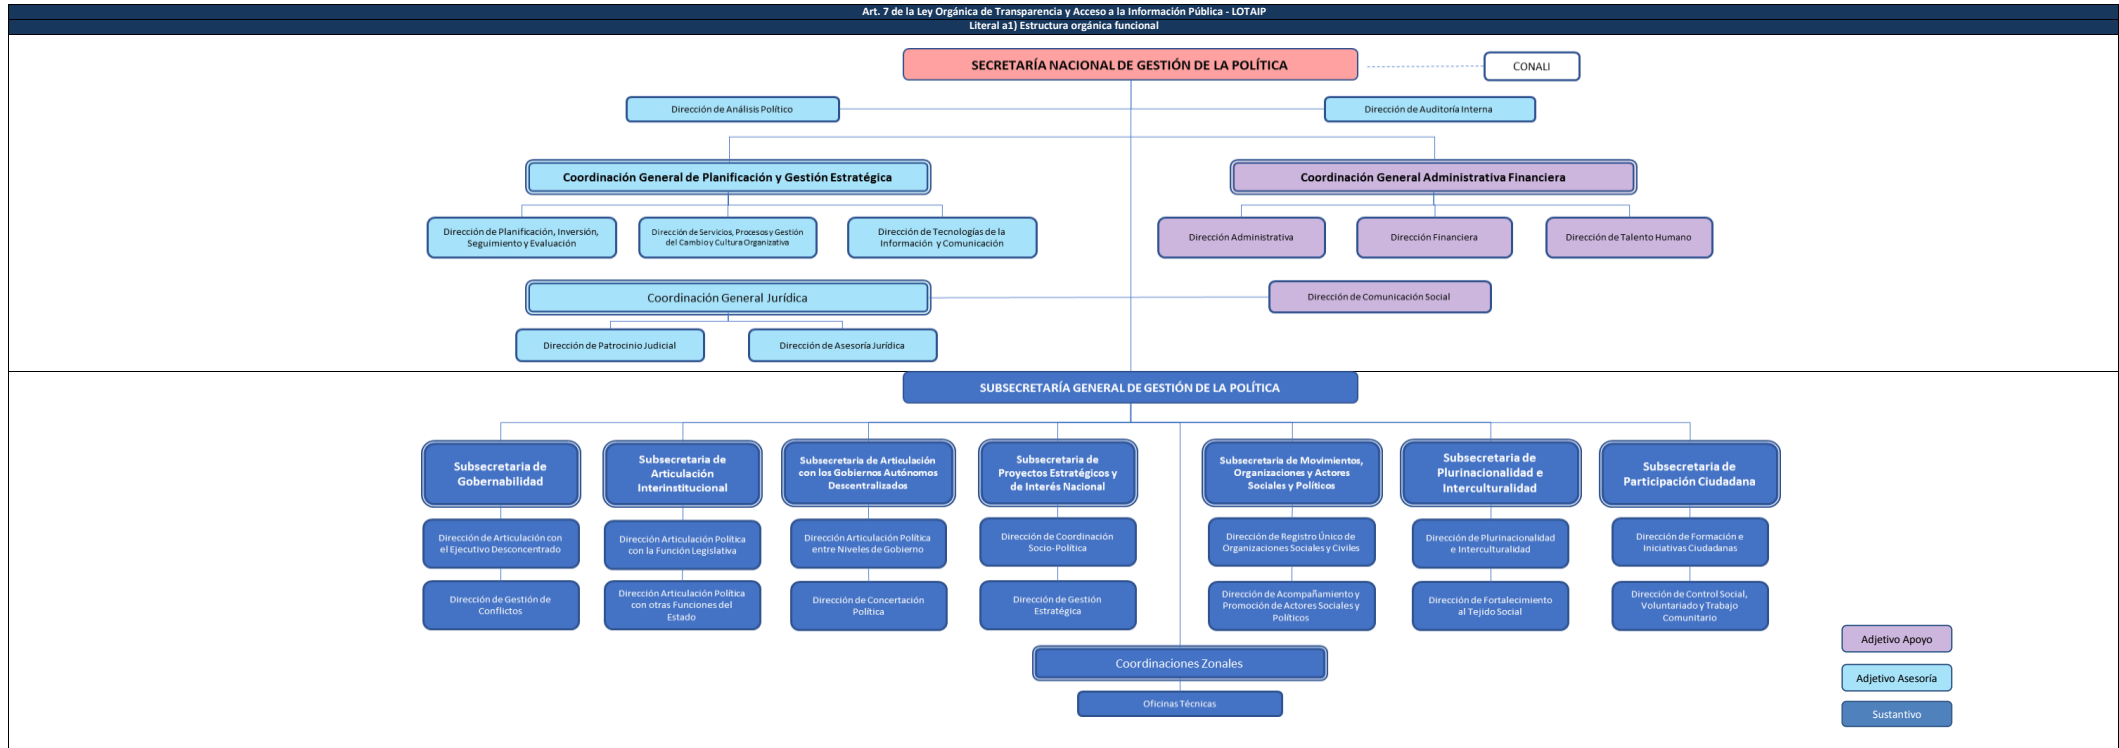 Art. 7 de la Ley Orgánica de Transparencia y Acceso a la Información Pública - LOTAIP
Literal a1) Estructura orgánica funcional
SECRETARÍA NACIONAL DE GESTIÓN DE LA POLÍTICA
CONALI
Dirección de Análisis Político
Dirección de Auditoría Interna
Coordinación General de Planificación y Gestión Estratégica
Coordinación General Administrativa Financiera
Dirección de Planificación, Inversión,
Seguimiento y Evaluación
Dirección de Servicios, Procesos y Gestión
del Cambio y Cultura Organizativa
Dirección de Tecnologías de la
Información y Comunicación
Dirección Administrativa
Dirección Financiera
Dirección de Talento Humano
Coordinación General Jurídica
Dirección de Comunicación Social
Dirección de Patrocinio Judicial
Dirección de Asesoría Jurídica
SUBSECRETARÍA GENERAL DE GESTIÓN DE LA POLÍTICA
Subsecretaria de
Gobernabilidad
Subsecretaria de
Articulación
Interinstitucional
Subsecretaria de Articulación
con los Gobiernos Autónomos
Descentralizados
Subsecretaria de
Proyectos Estratégicos y
de Interés Nacional
Subsecretaria de Movimientos,
Organizaciones y Actores
Sociales y Políticos
Subsecretaria de
Plurinacionalidad e
Interculturalidad
Subsecretaria de
Participación Ciudadana
Dirección de Articulación con
el Ejecutivo Desconcentrado
Dirección Articulación Política
con la Función Legislativa
Dirección Articulación Política
entre Niveles de Gobierno
Dirección de Coordinación
Socio-Política
Dirección de Registro Único de
Organizaciones Sociales y Civiles
Dirección de Plurinacionalidad
e Interculturalidad
Dirección de Formación e
Iniciativas Ciudadanas
Dirección de Gestión de
Conflictos
Dirección Articulación Política
con otras Funciones del
Estado
Dirección de Concertación
Política
Dirección de Gestión
Estratégica
Dirección de Acompañamiento y
Promoción de Actores Sociales y
Políticos
Dirección de Fortalecimiento
al Tejido Social
Dirección de Control Social,
Voluntariado y Trabajo
Comunitario
Coordinaciones Zonales
Oficinas Técnicas
Adjetivo Apoyo
Adjetivo Asesoría
Sustantivo